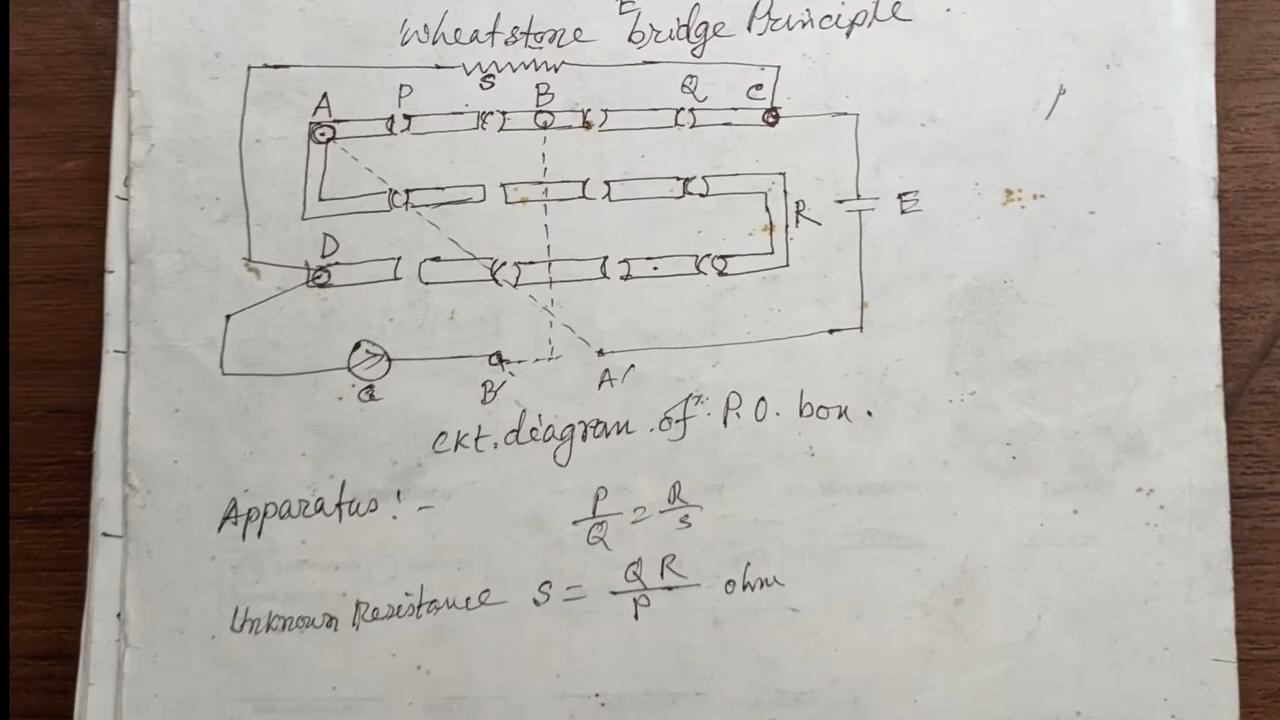 Wheatstone bridge Principle
E
S
A P B Q C
R E
D
G B' A'
ckt. diagram of P.O. box.
Apparatus :- P/Q = R/S
Unknown Resistance S = QR/P ohm